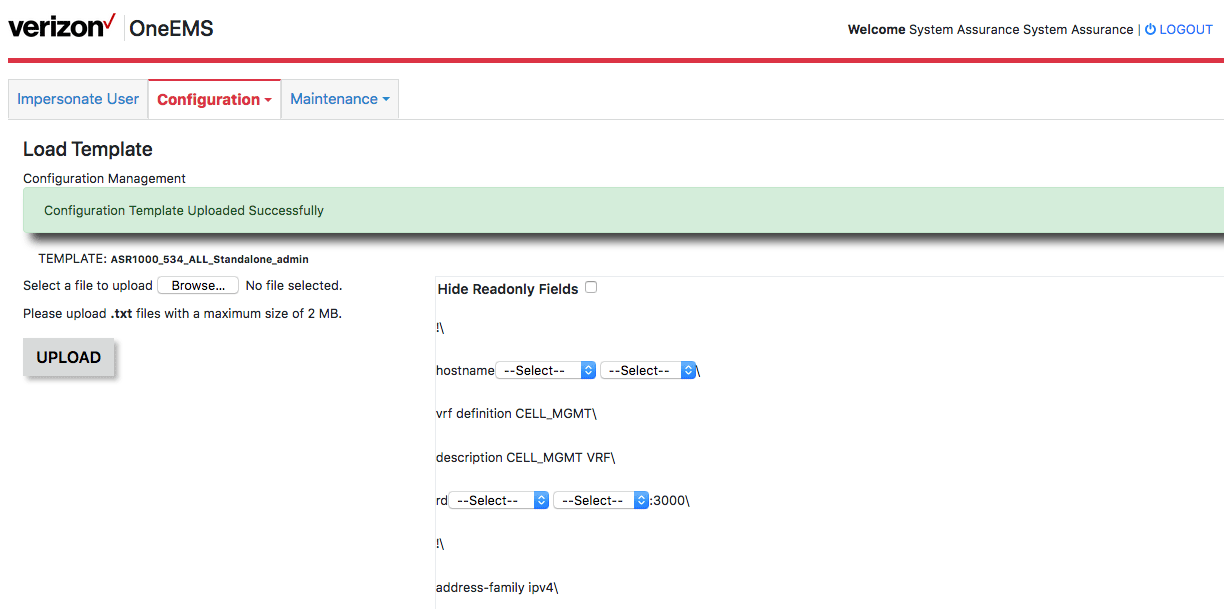 verizon✓ OneEMS
Welcome System Assurance System Assurance | LOGOUT
Impersonate User Configuration Maintenance
Load Template
Configuration Management
Configuration Template Uploaded Successfully
TEMPLATE: ASR1000_534_ALL_Standalone_admin
Select a file to upload Browse... No file selected.
Please upload .txt files with a maximum size of 2 MB.
UPLOAD
Hide Readonly Fields
!\
hostname --Select-- --Select-- \
vrf definition CELL_MGMT\
description CELL_MGMT VRF\
rd --Select-- --Select-- :3000\
!\
address-family ipv4\